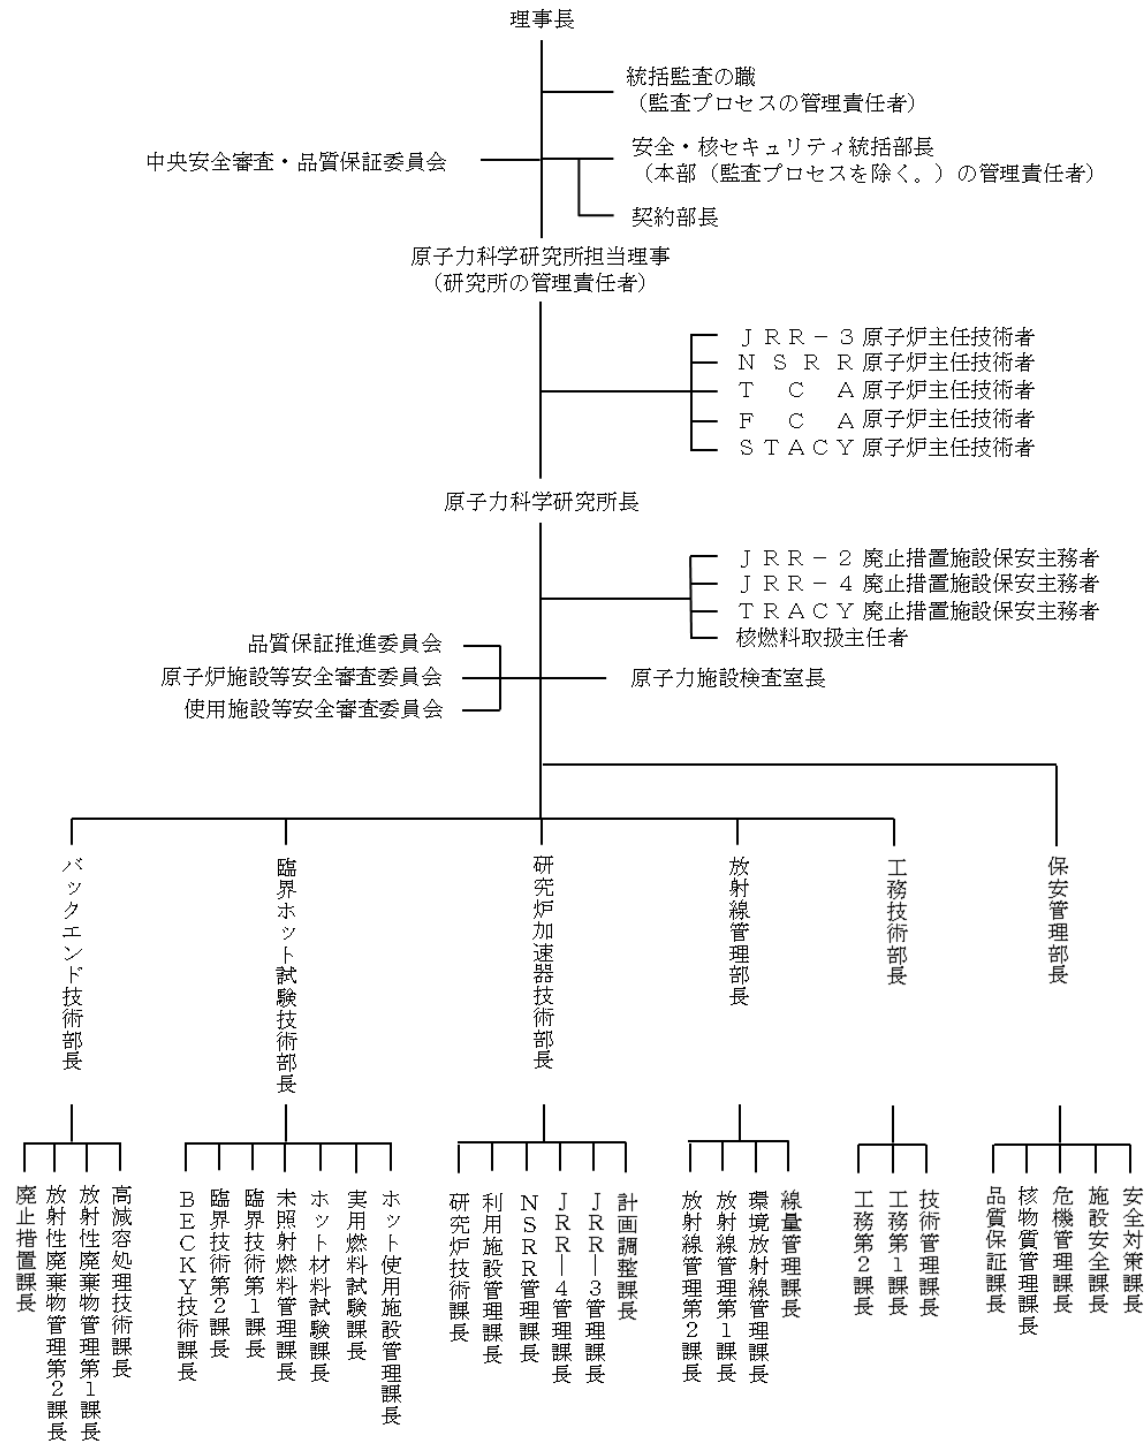 理事長
統括監査の職
（監査プロセスの管理責任者）
中央安全審査・品質保証委員会
安全・核セキュリティ統括部長
（本部（監査プロセスを除く。）の管理責任者）
契約部長
原子力科学研究所担当理事
（研究所の管理責任者）
ＪＲＲ－３原子炉主任技術者
ＮＳＲＲ原子炉主任技術者
ＴＣＡ原子炉主任技術者
ＦＣＡ原子炉主任技術者
ＳＴＡＣＹ原子炉主任技術者
原子力科学研究所長
ＪＲＲ－２廃止措置施設保安主務者
ＪＲＲ－４廃止措置施設保安主務者
ＴＲＡＣＹ廃止措置施設保安主務者
核燃料取扱主任者
品質保証推進委員会
原子炉施設等安全審査委員会
使用施設等安全審査委員会
原子力施設検査室長
バックエンド技術部長
臨界ホット試験技術部長
研究炉加速器技術部長
放射線管理部長
工務技術部長
保安管理部長
廃止措置課長
放射性廃棄物管理第２課長
放射性廃棄物管理第１課長
高減容処理技術課長
ＢＥＣＫＹ技術課長
臨界技術第２課長
臨界技術第１課長
未照射燃料管理課長
ホット材料試験課長
実用燃料試験課長
ホット使用施設管理課長
研究炉技術課長
利用施設管理課長
ＮＳＲＲ管理課長
ＪＲＲ－４管理課長
ＪＲＲ－３管理課長
計画調整課長
放射線管理第２課長
放射線管理第１課長
環境放射線管理課長
線量管理課長
工務第２課長
工務第１課長
技術管理課長
品質保証課長
核物質管理課長
危機管理課長
施設安全課長
安全対策課長